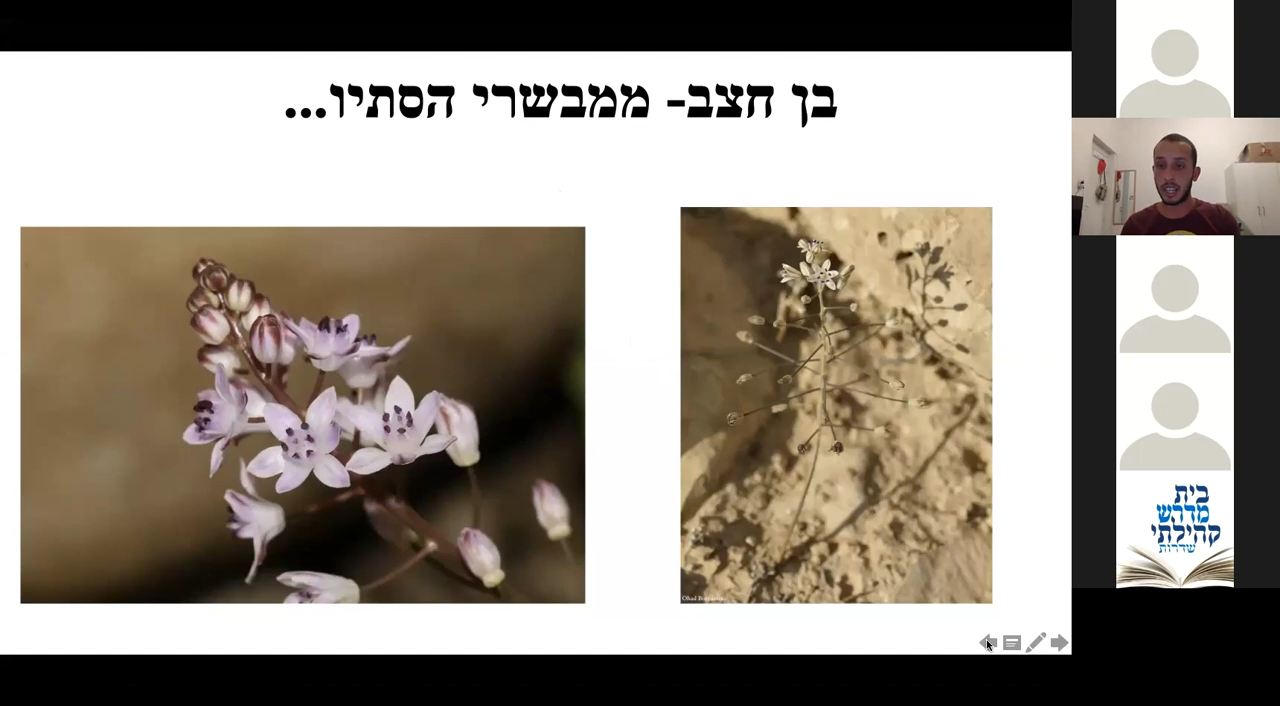 בן חצב- ממבשרי הסתיו...
בית
מדרש
קהילתי
שדרות